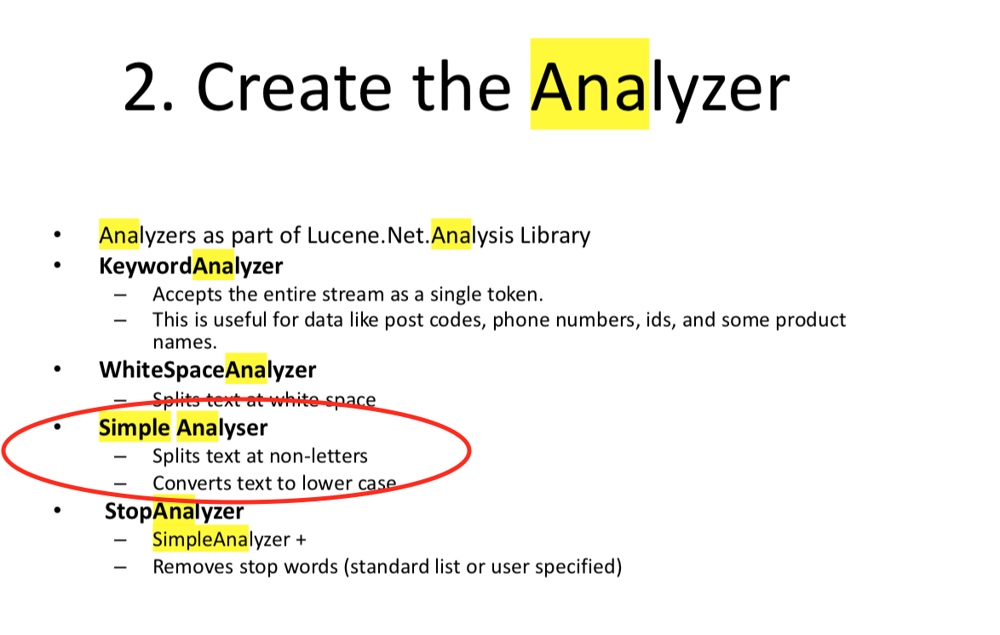 2. Create the Analyzer
• Analyzers as part of Lucene.Net.Analysis Library
• KeywordAnalyzer
– Accepts the entire stream as a single token.
– This is useful for data like post codes, phone numbers, ids, and some product
names.
• WhiteSpaceAnalyzer
– Splits text at white space
• Simple Analyser
– Splits text at non-letters
– Converts text to lower case
• StopAnalyzer
– SimpleAnalyzer +
– Removes stop words (standard list or user specified)